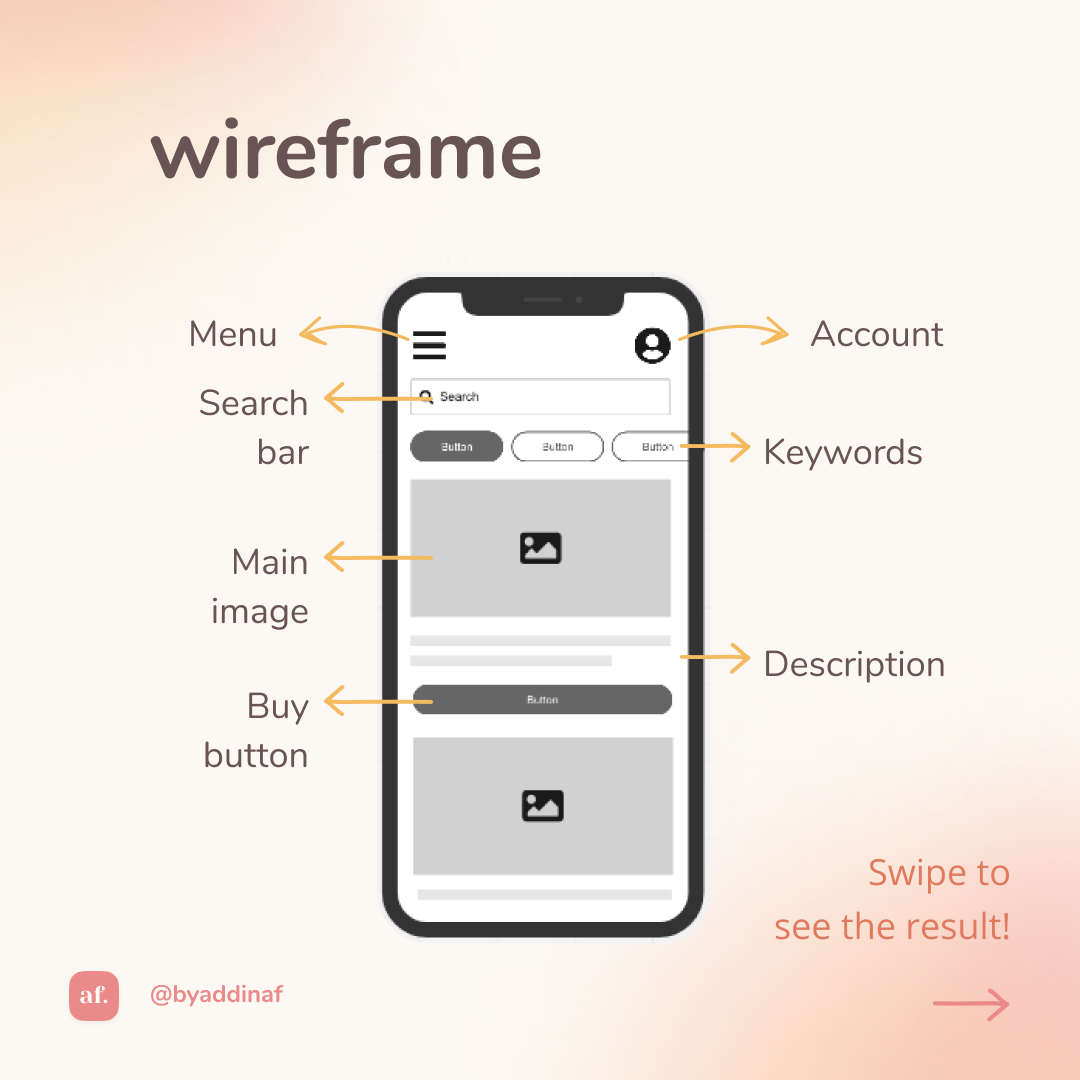 wireframe
Menu
Account
Search
bar
Search
Button
Button
Button
Keywords
Main
image
Description
Buy
button
Button
Swipe to
see the result!
af.
@byaddinaf